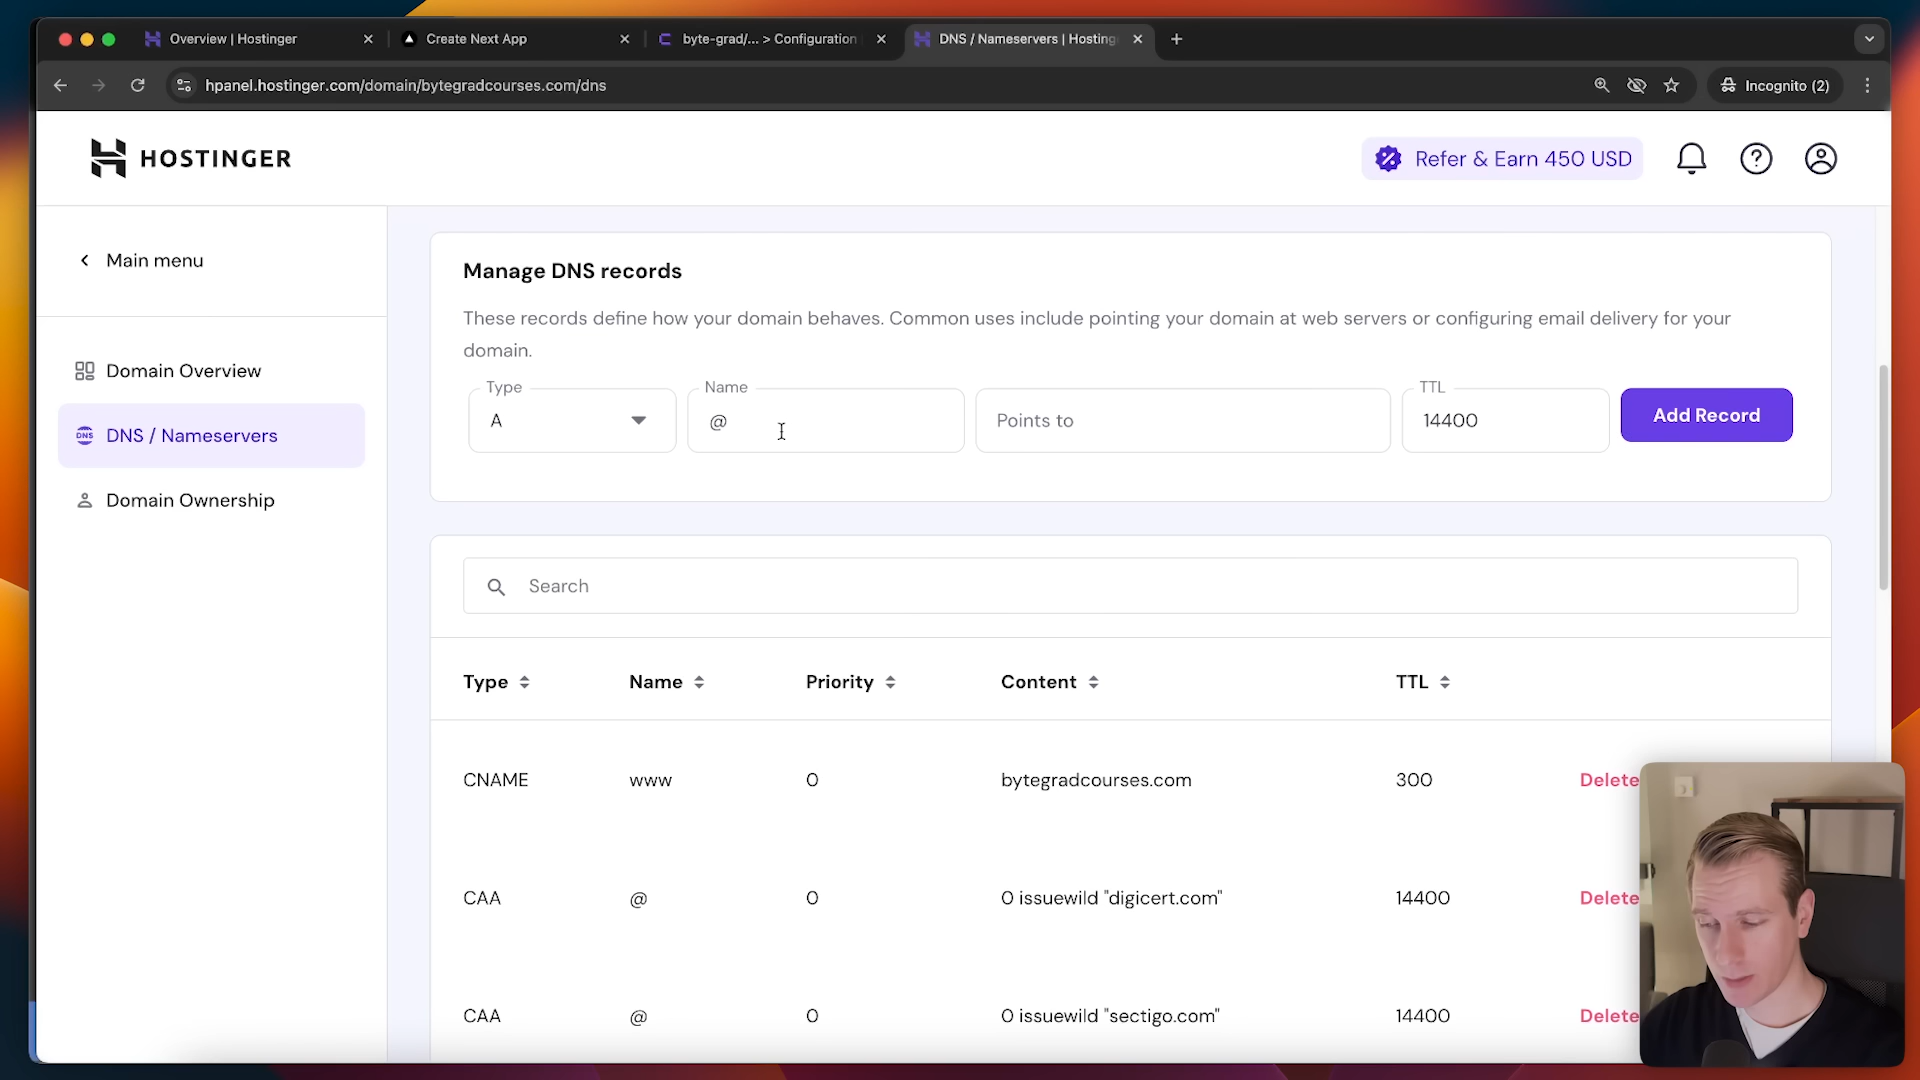 Overview | Hostinger
Create Next App
byte-grad/... > Configuration
DNS / Nameservers | Hosting
hpanel.hostinger.com/domain/bytegradcourses.com/dns
Incognito (2)
HOSTINGER
Refer & Earn 450 USD
Main menu
Domain Overview
DNS
DNS / Nameservers
Domain Ownership
Manage DNS records
These records define how your domain behaves. Common uses include pointing your domain at web servers or configuring email delivery for your
domain.
Type
A
Name
@
Points to
TTL
14400
Add Record
Search
Type Name Priority Content TTL
CNAME www 0 bytegradcourses.com 300 Delete
CAA @ 0 0 issuewild "digicert.com" 14400 Delete
CAA @ 0 0 issuewild "sectigo.com" 14400 Delete